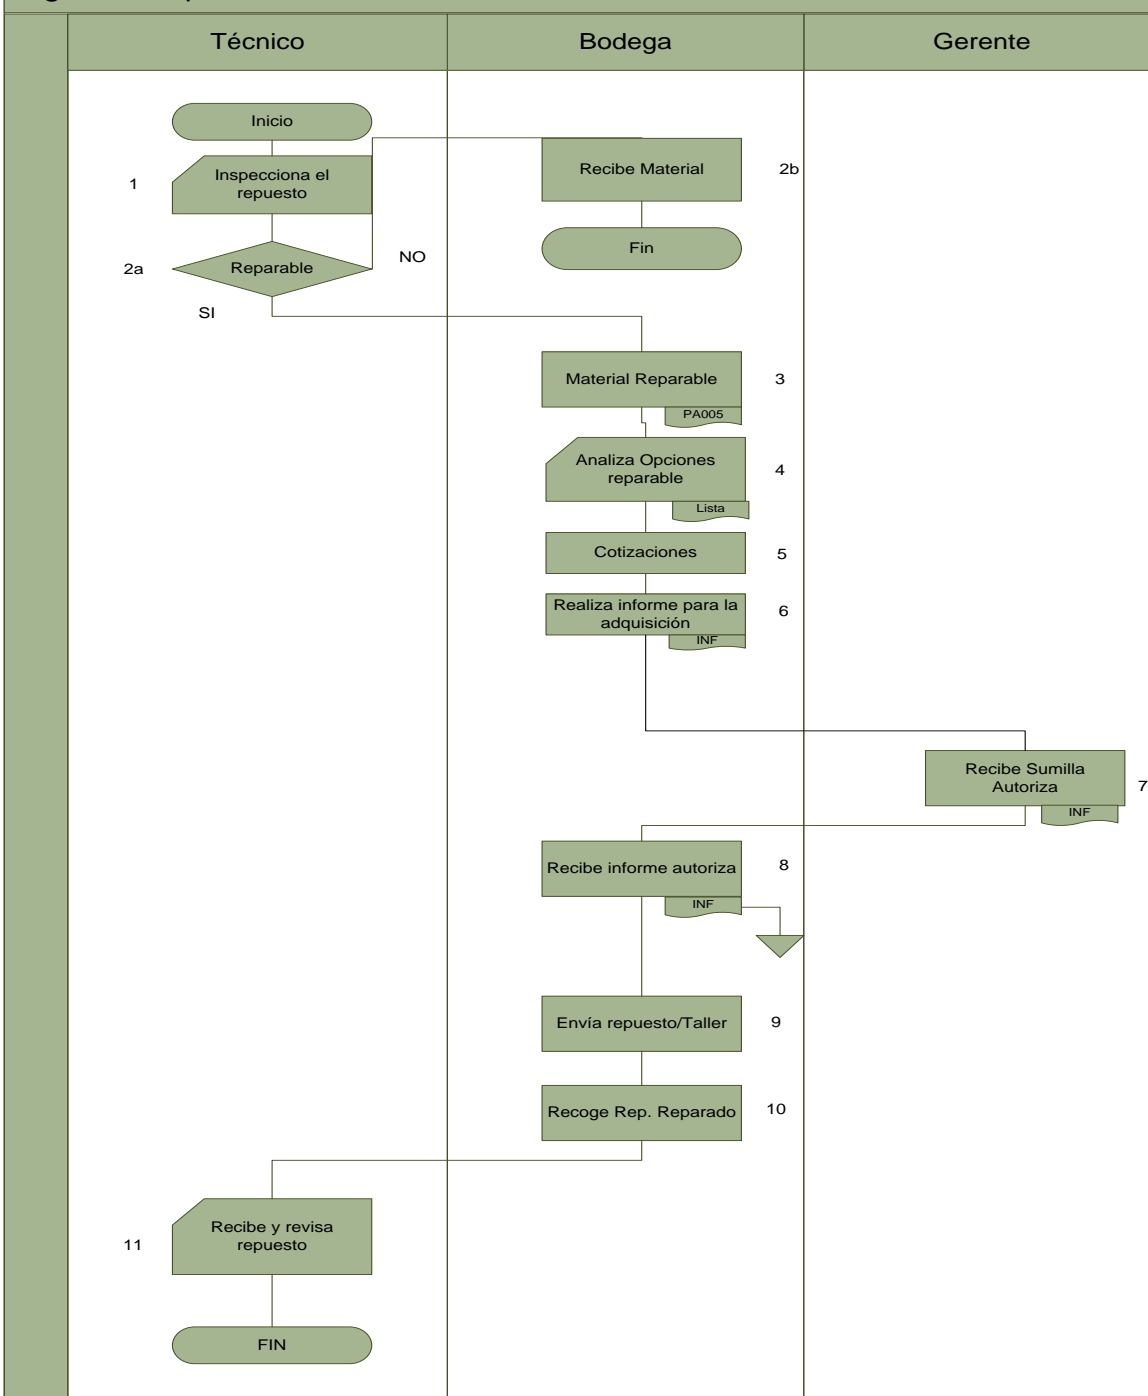 Técnico
Bodega
Gerente
Inicio
1
Inspecciona el
repuesto
Recibe Material
2b
2a
Reparable
NO
Fin
SI
Material Reparable
3
PA005
Analiza Opciones
reparable
4
Lista
Cotizaciones
5
Realiza informe para la
adquisición
6
INF
Recibe Sumilla
Autoriza
7
INF
Recibe informe autoriza
8
INF
Envía repuesto/Taller
9
Recoge Rep. Reparado
10
11
Recibe y revisa
repuesto
FIN